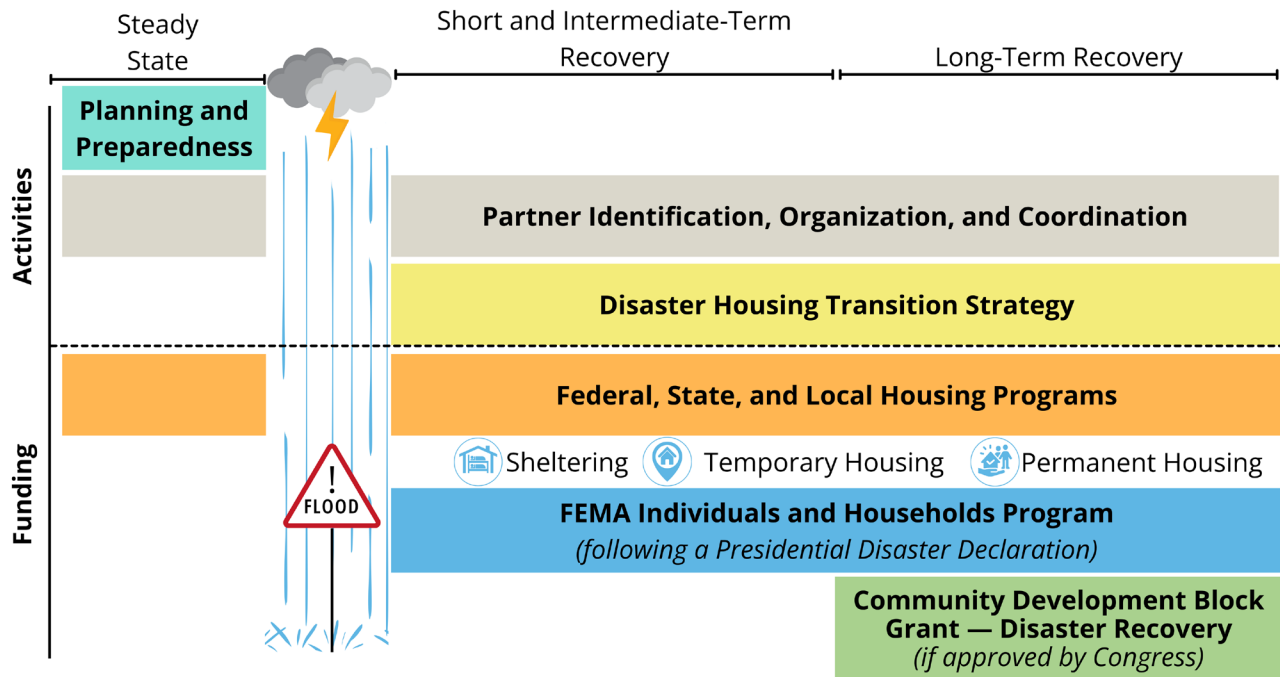 Steady
State
Short and Intermediate-Term
Recovery
Long-Term Recovery
Activities
Planning and
Preparedness
Partner Identification, Organization, and Coordination
Disaster Housing Transition Strategy
Funding
Federal, State, and Local Housing Programs
Sheltering
Temporary Housing
Permanent Housing
!
FLOOD
FEMA Individuals and Households Program
(following a Presidential Disaster Declaration)
Community Development Block
Grant — Disaster Recovery
(if approved by Congress)